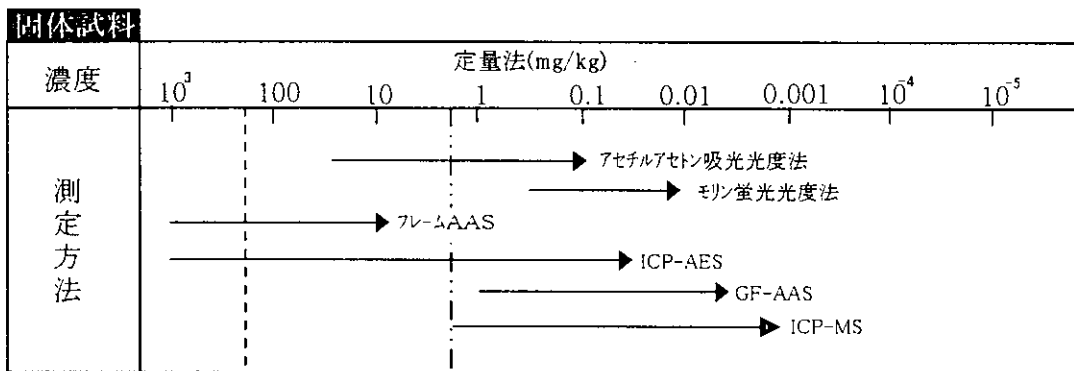 固体試料
定量法(mg/kg)
濃度
10³ 100 10 1 0.1 0.01 0.001 10⁻⁴ 10⁻⁵
測定方法
アセチルアセトン吸光光度法
モリン蛍光光度法
フレームAAS
ICP-AES
GF-AAS
ICP-MS